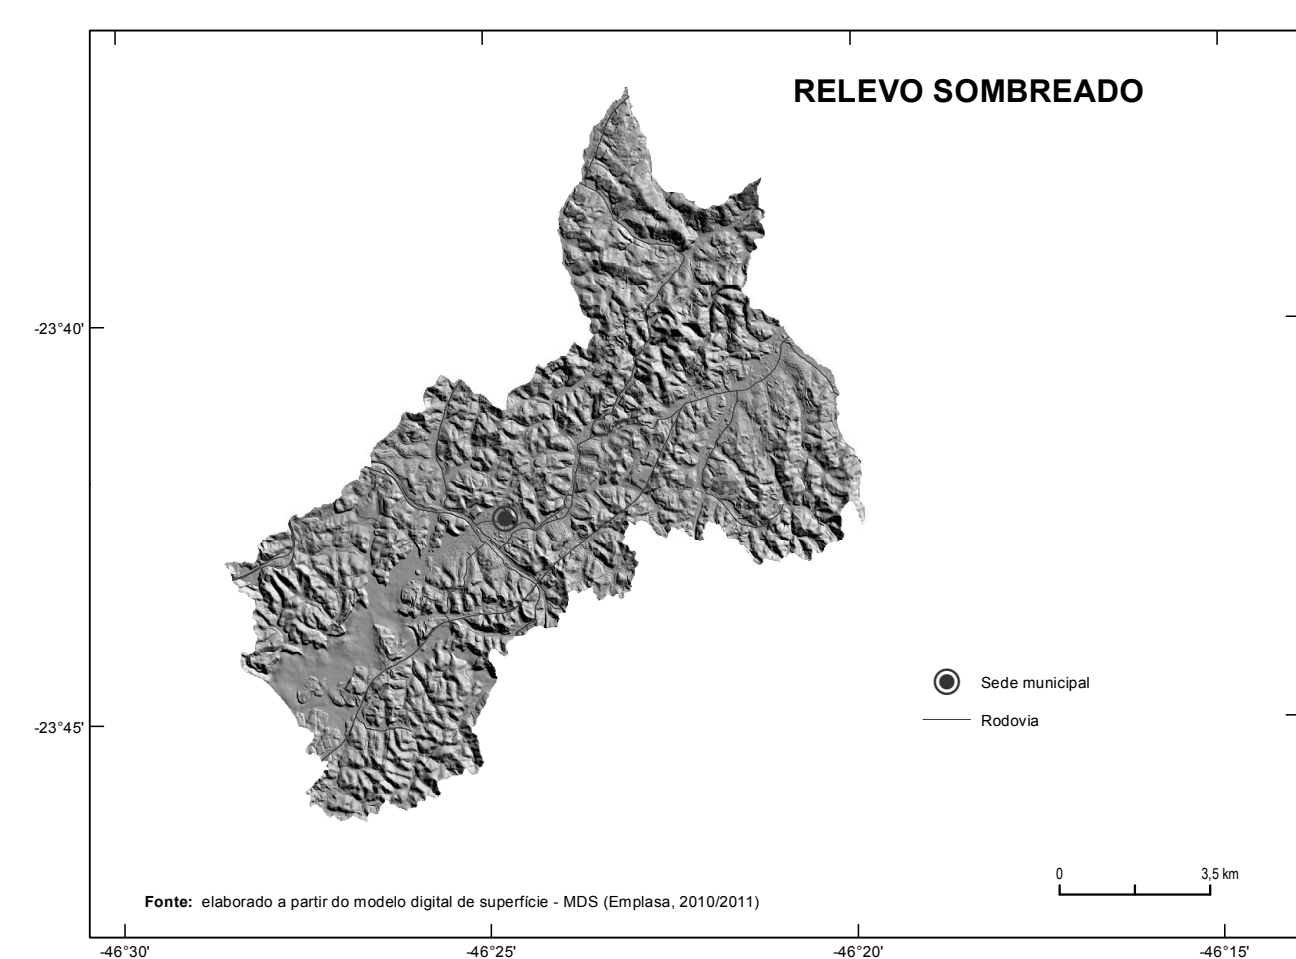 RELEVO SOMBREADO
-23°40'
Sede municipal
Rodovia
-23°45'
0 3,5 km
Fonte: elaborado a partir do modelo digital de superfície - MDS (Emplasa, 2010/2011)
-46°30' -46°25' -46°20' -46°15'